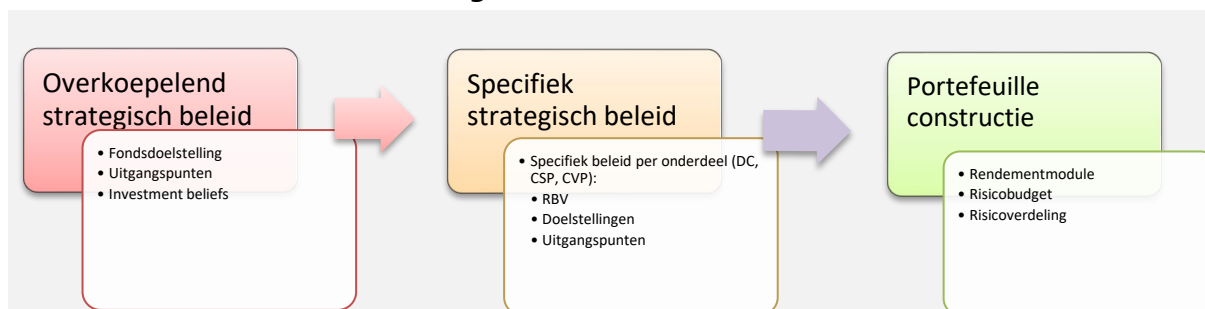 Overkoepelend
strategisch beleid
• Fondsdoelstelling
• Uitgangspunten
• Investment beliefs
Specifiek
strategisch beleid
• Specifiek beleid per onderdeel (DC,
CSP, CVP):
• RBV
• Doelstellingen
• Uitgangspunten
Portefeuille
constructie
• Rendementmodule
• Risicobudget
• Risicoverdeling